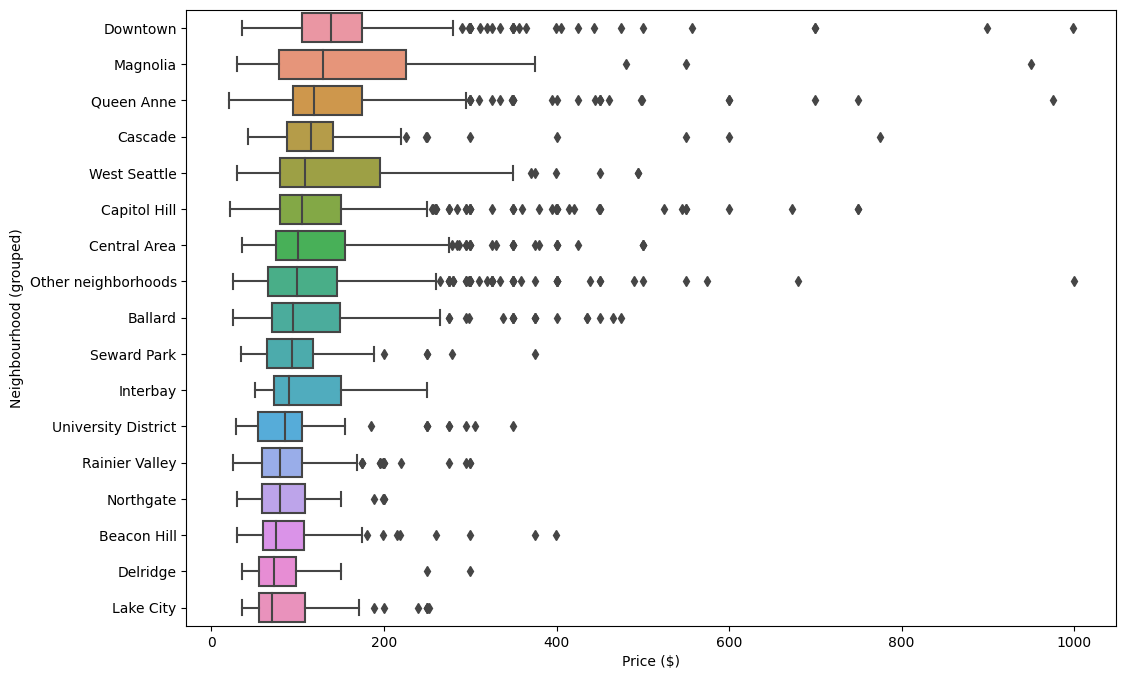 Downtown
Magnolia
Queen Anne
Cascade
West Seattle
Capitol Hill
Central Area
Other neighborhoods
Ballard
Seward Park
Interbay
University District
Rainier Valley
Northgate
Beacon Hill
Delridge
Lake City
Neighbourhood (grouped)
0 200 400 600 800 1000
Price ($)